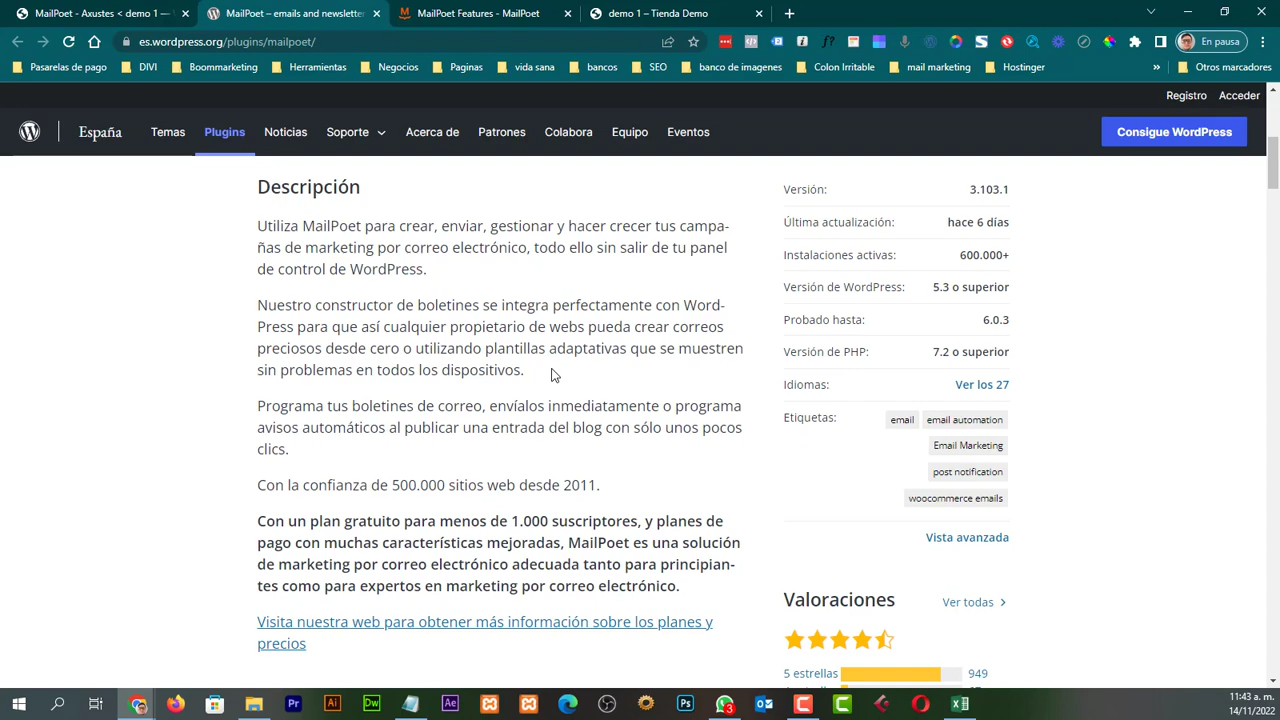 MailPoet - Axustes < demo 1 —
MailPoet – emails and newsletter
MailPoet Features - MailPoet
demo 1 – Tienda Demo
es.wordpress.org/plugins/mailpoet/
En pausa
Pasarelas de pago
DIVI
Boommarketing
Herramientas
Negocios
Paginas
vida sana
bancos
SEO
banco de imagenes
Colon Irritable
mail marketing
Hostinger
»
Otros marcadores
Registro
Acceder
España
Temas
Plugins
Noticias
Soporte
Acerca de
Patrones
Colabora
Equipo
Eventos
Consigue WordPress
Descripción
Utiliza MailPoet para crear, enviar, gestionar y hacer crecer tus campa-
ñas de marketing por correo electrónico, todo ello sin salir de tu panel
de control de WordPress.
Nuestro constructor de boletines se integra perfectamente con Word-
Press para que así cualquier propietario de webs pueda crear correos
preciosos desde cero o utilizando plantillas adaptativas que se muestren
sin problemas en todos los dispositivos.
Programa tus boletines de correo, envíalos inmediatamente o programa
avisos automáticos al publicar una entrada del blog con sólo unos pocos
clics.
Con la confianza de 500.000 sitios web desde 2011.
Con un plan gratuito para menos de 1.000 suscriptores, y planes de
pago con muchas características mejoradas, MailPoet es una solución
de marketing por correo electrónico adecuada tanto para principian-
tes como para expertos en marketing por correo electrónico.
Visita nuestra web para obtener más información sobre los planes y
precios
Versión: 3.103.1
Última actualización: hace 6 días
Instalaciones activas: 600.000+
Versión de WordPress: 5.3 o superior
Probado hasta: 6.0.3
Versión de PHP: 7.2 o superior
Idiomas: Ver los 27
Etiquetas: email email automation
Email Marketing
post notification
woocommerce emails
Vista avanzada
Valoraciones
Ver todas
5 estrellas 949
11:43 a. m.
14/11/2022